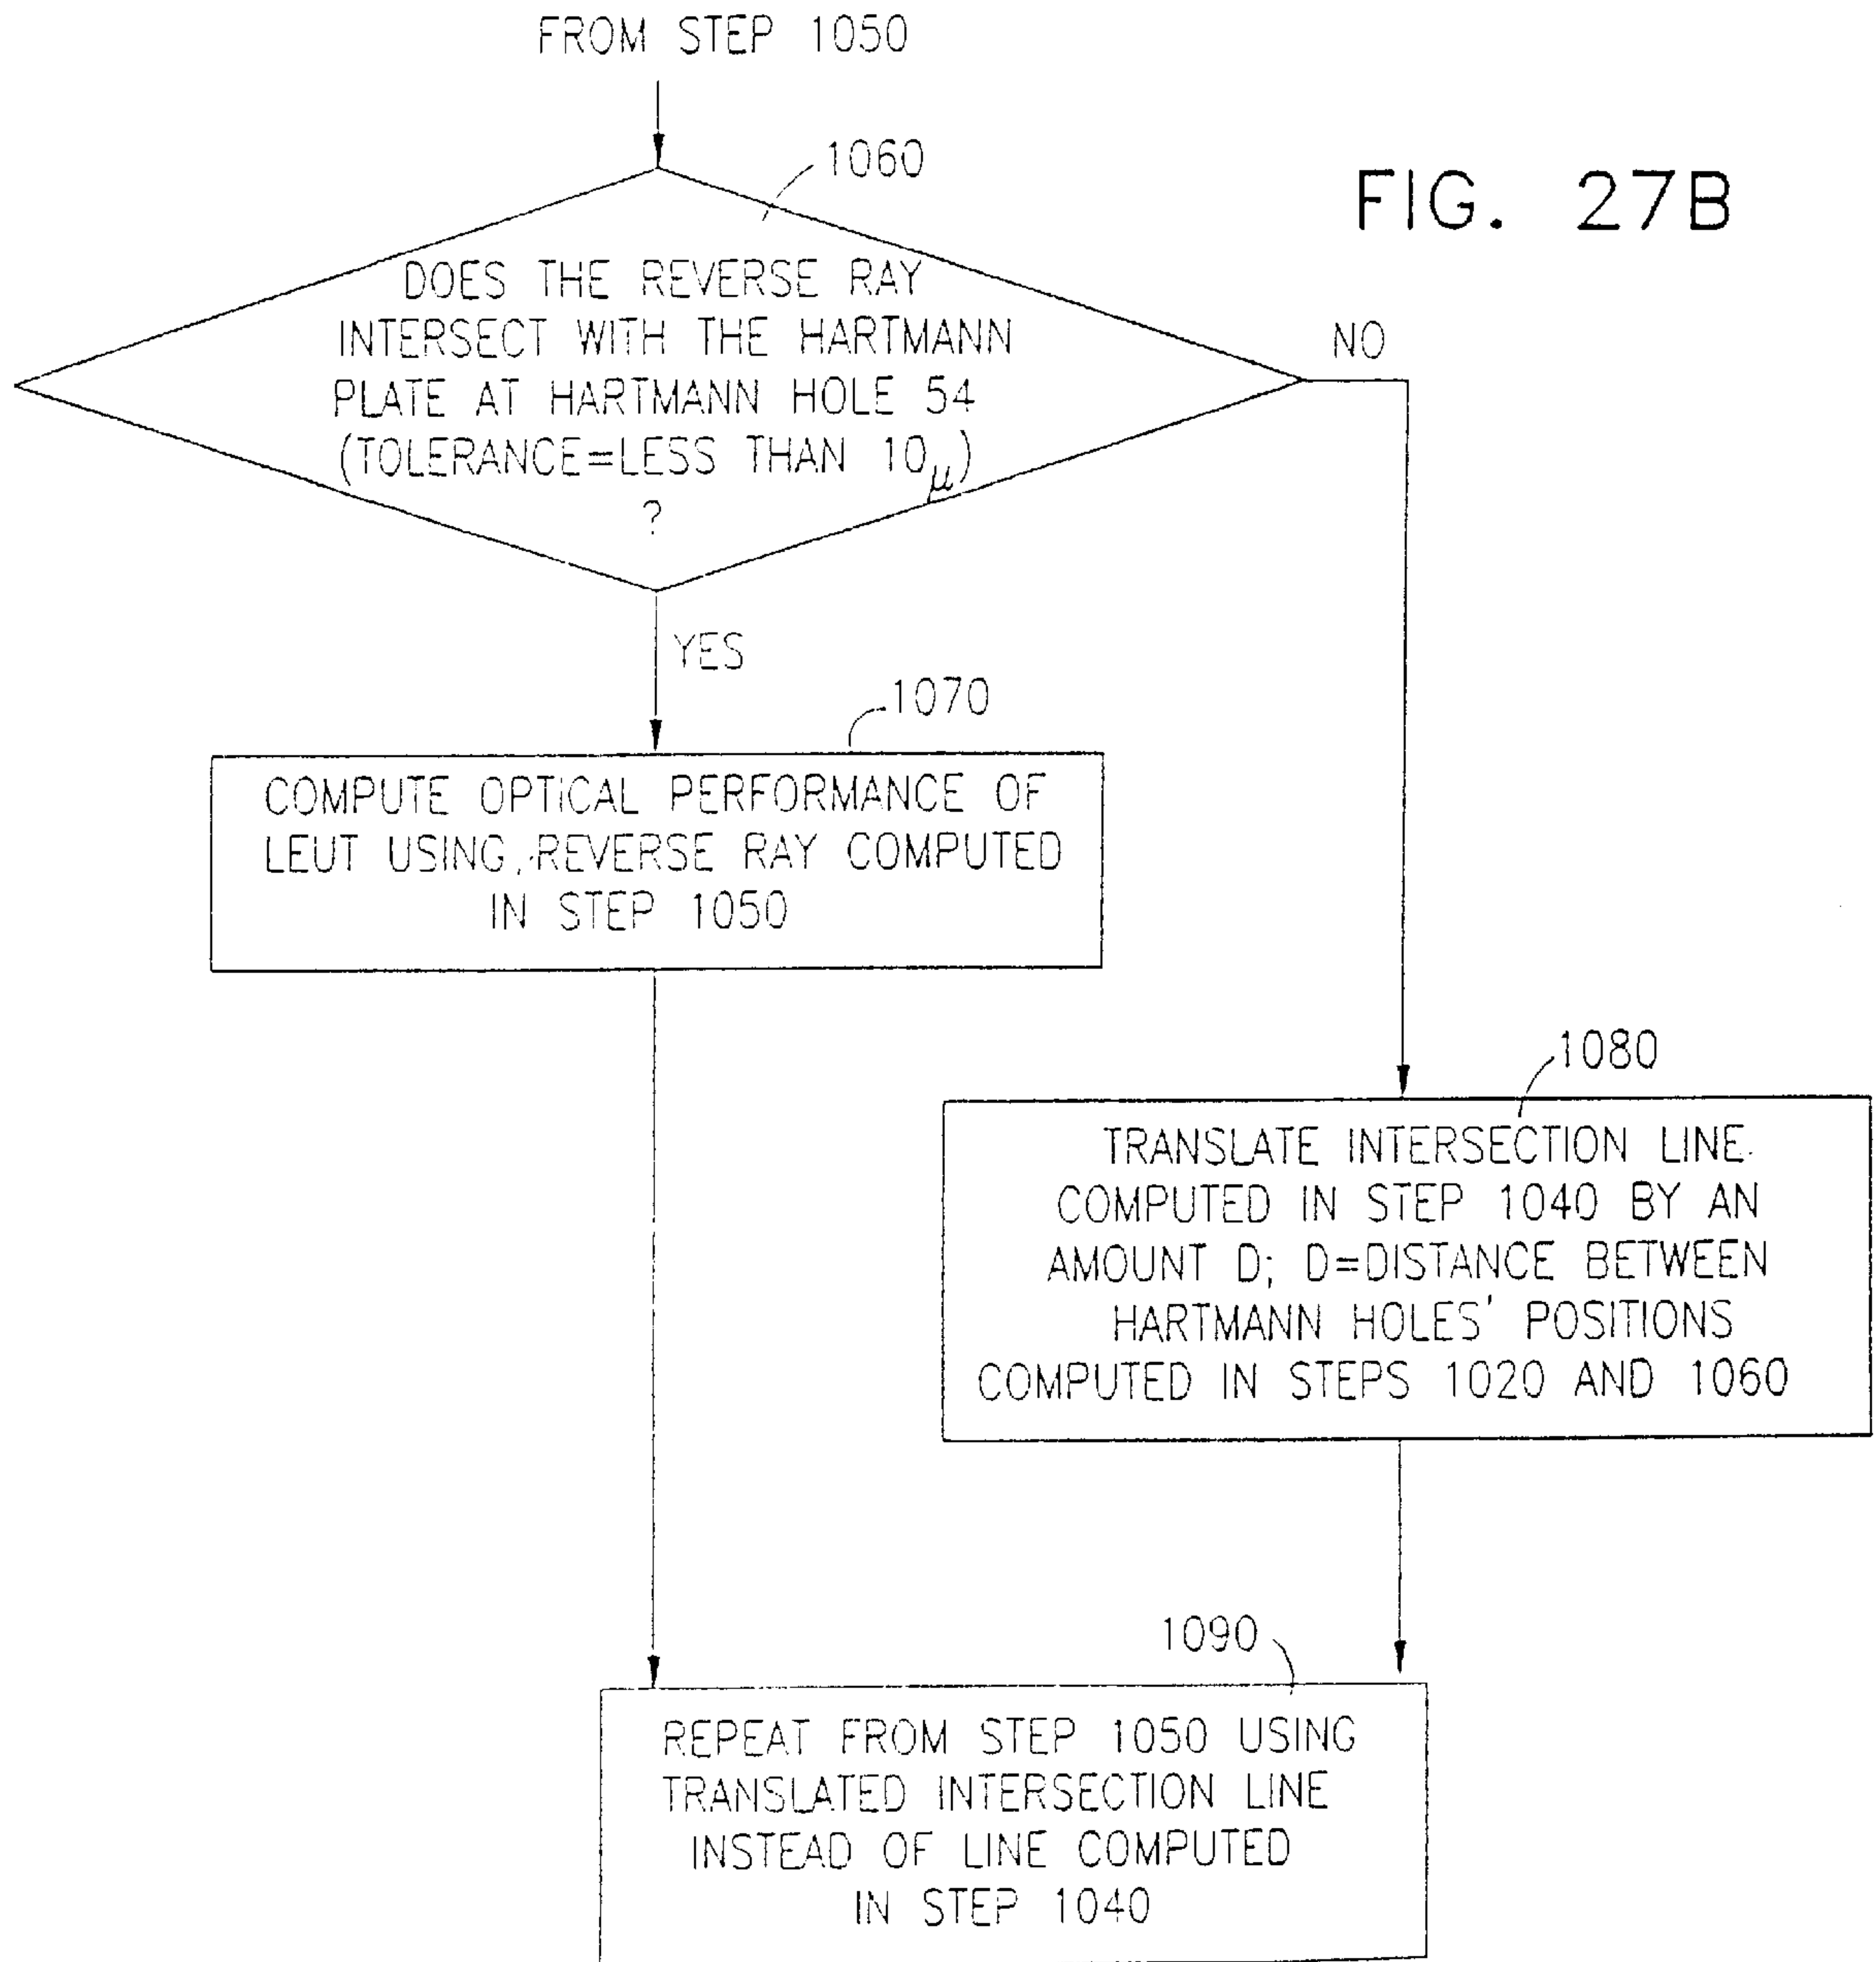 FROM STEP 1050
1060
FIG. 27B
DOES THE REVERSE RAY
INTERSECT WITH THE HARTMANN
PLATE AT HARTMANN HOLE 54
(TOLERANCE=LESS THAN 10μ)
?
NO
YES
1070
COMPUTE OPTICAL PERFORMANCE OF
LEUT USING REVERSE RAY COMPUTED
IN STEP 1050
1080
TRANSLATE INTERSECTION LINE
COMPUTED IN STEP 1040 BY AN
AMOUNT D; D=DISTANCE BETWEEN
HARTMANN HOLES' POSITIONS
COMPUTED IN STEPS 1020 AND 1060
1090
REPEAT FROM STEP 1050 USING
TRANSLATED INTERSECTION LINE
INSTEAD OF LINE COMPUTED
IN STEP 1040